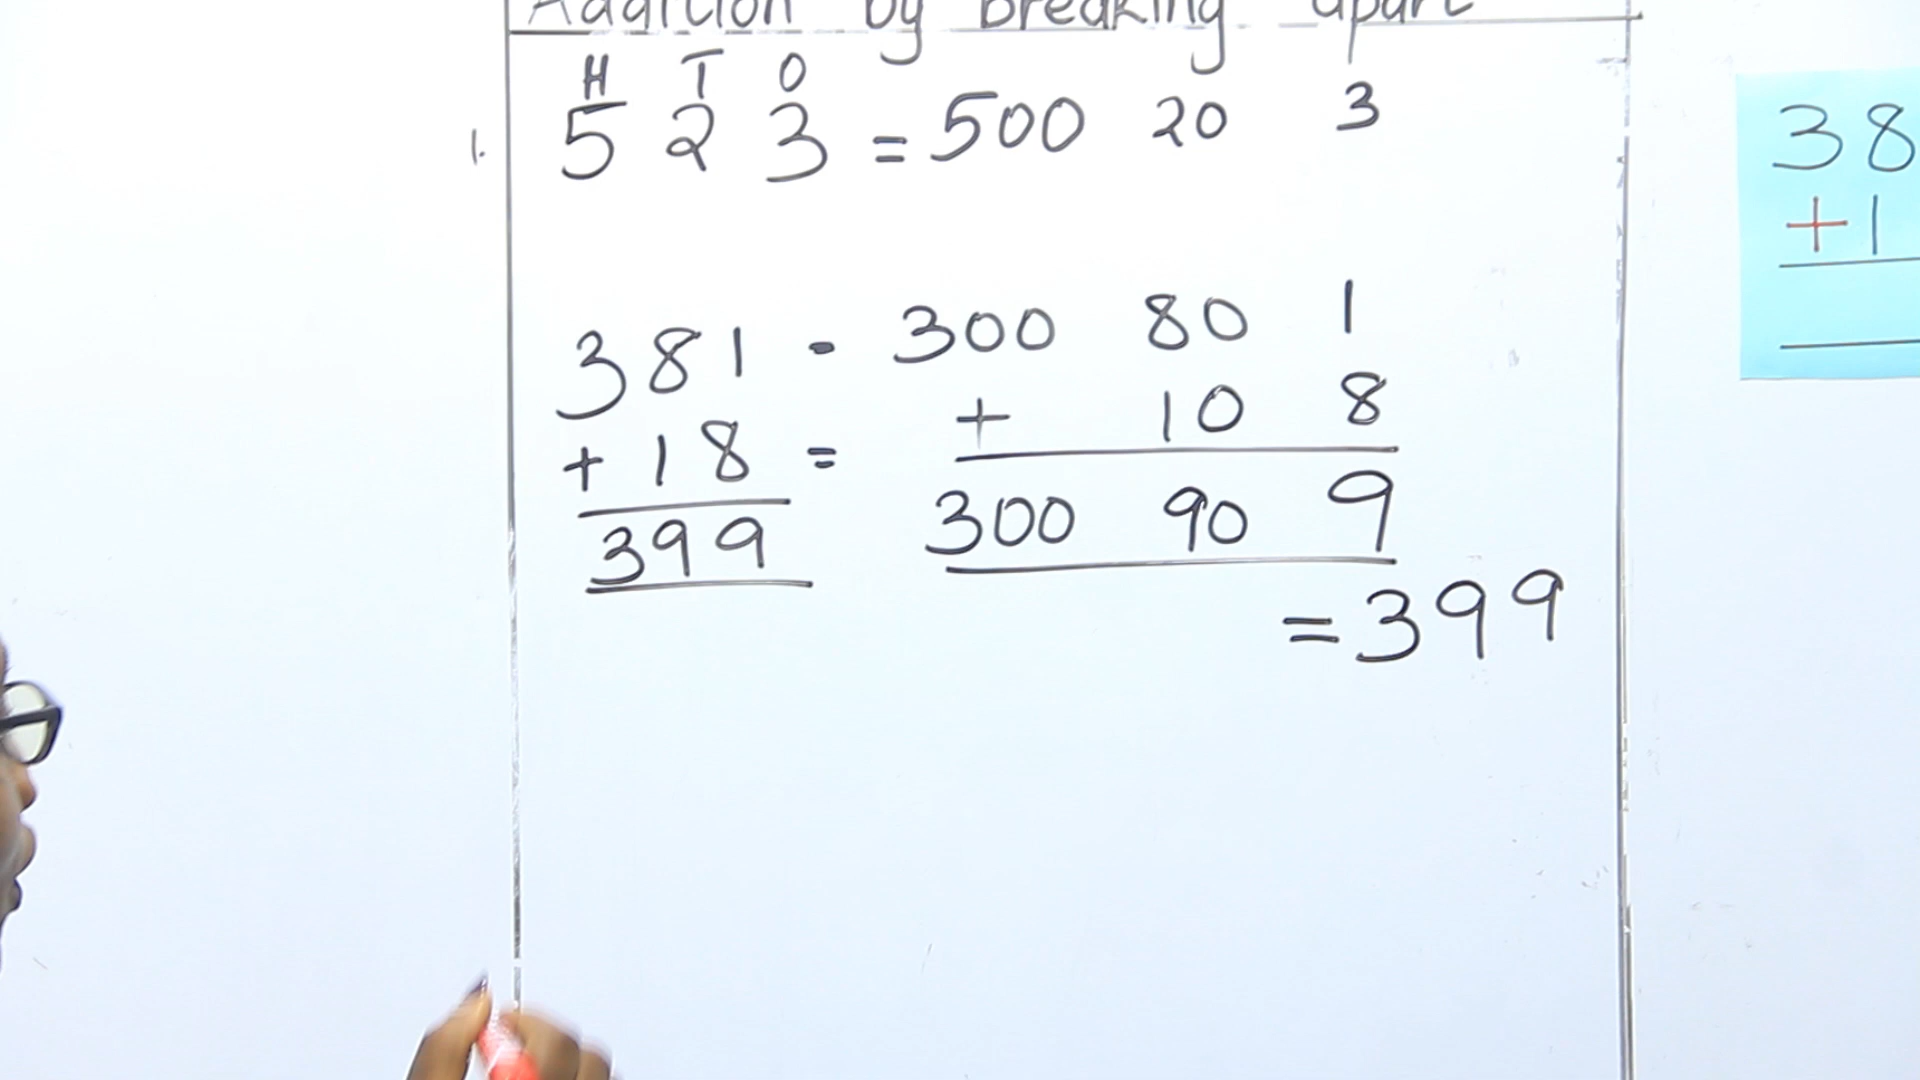 Addition by breaking apart
H T O
1. 5 2 3 = 500 20 3
381 - 300 80 1
+ 18 = + 10 8
399 300 90 9
= 399
38
+1